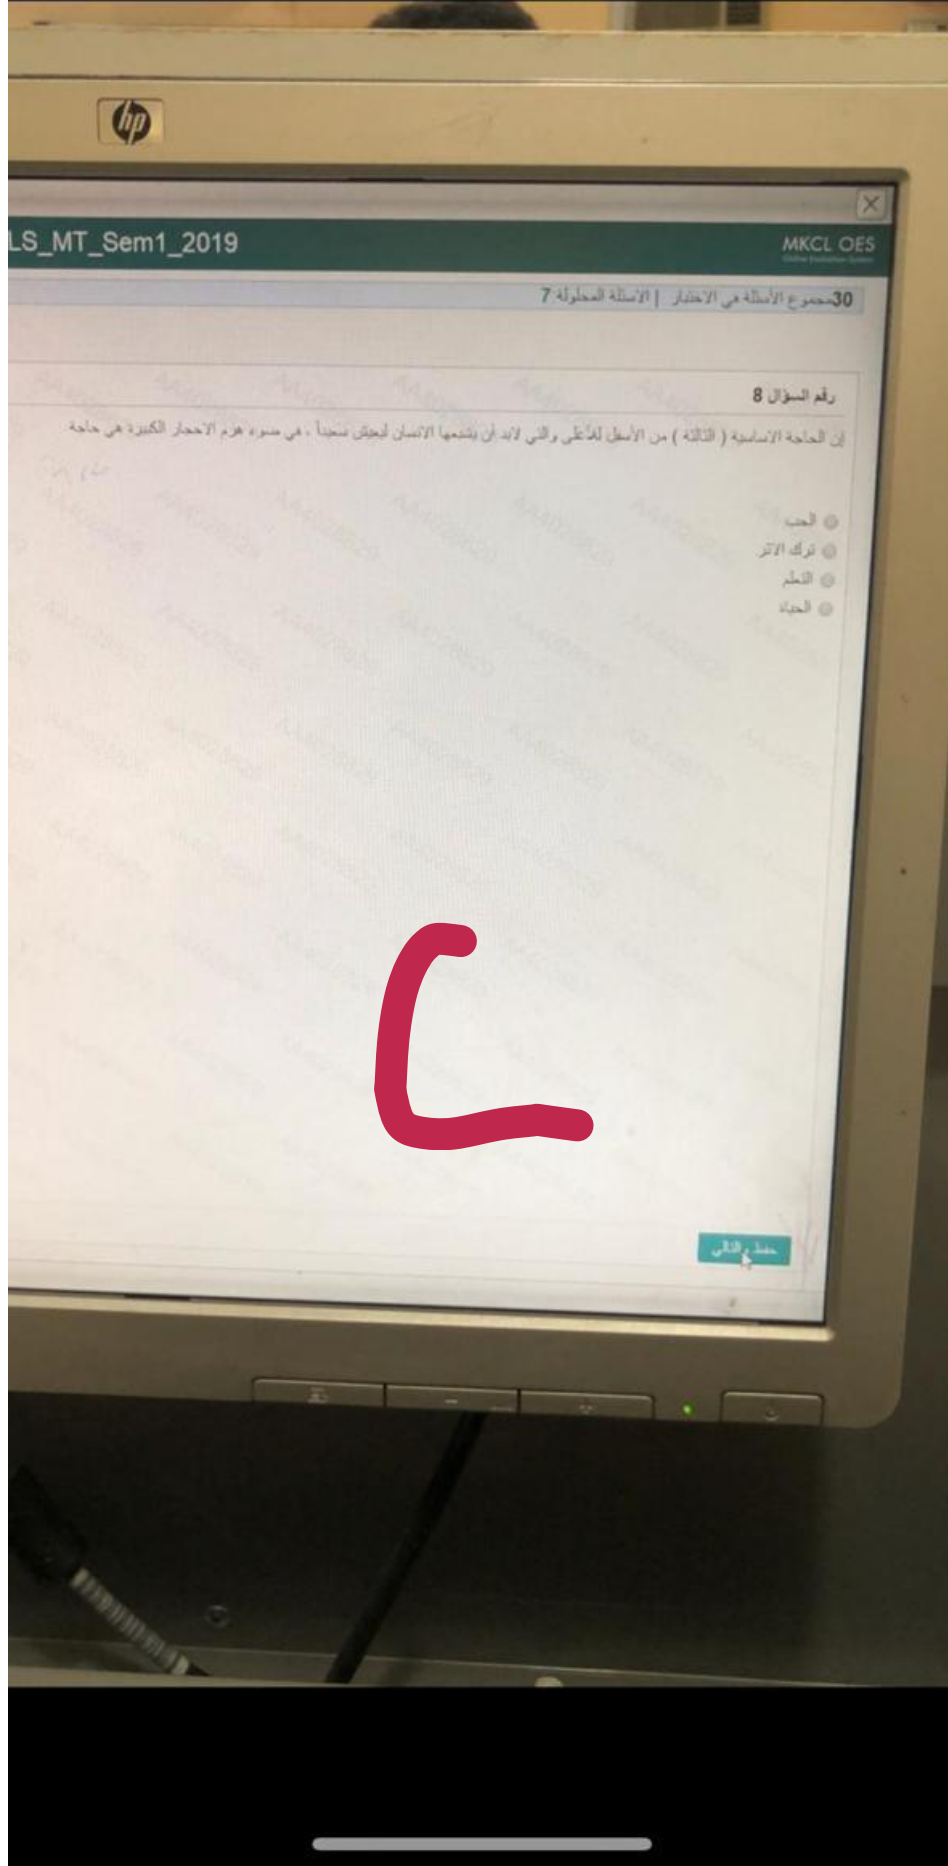 hp
LS_MT_Sem1_2019
MKCL OES
30مجموع الأسئلة في الاختبار | الاسئلة المحلولة 7
رقم السؤال 8
إن الحاجة الاساسية ( الثالثة ) من الأسفل للأعلى والتي لابد أن يشبعها الانسان ليعيش سعيداً ، في ضوء هرم الاحجار الكبيرة هي حاجة
الحب
ترك الاثر
التعلم
الحياة
حفظ والتالي